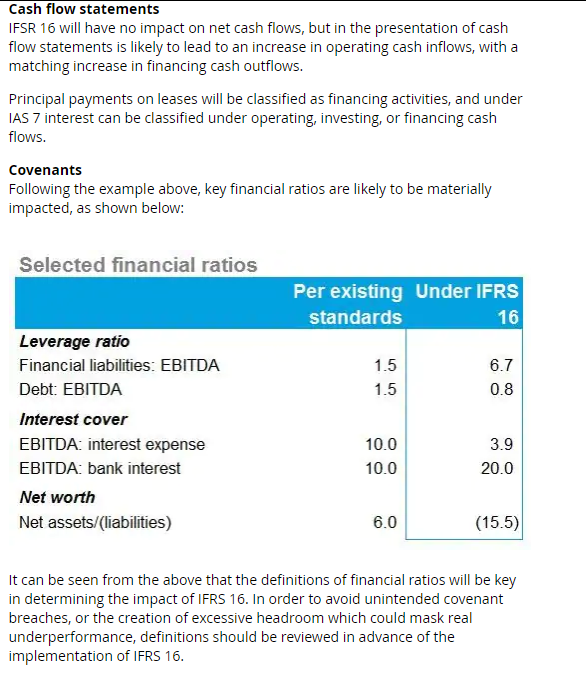 Cash flow statements
IFSR 16 will have no impact on net cash flows, but in the presentation of cash
flow statements is likely to lead to an increase in operating cash inflows, with a
matching increase in financing cash outflows.
Principal payments on leases will be classified as financing activities, and under
IAS 7 interest can be classified under operating, investing, or financing cash
flows.
Covenants
Following the example above, key financial ratios are likely to be materially
impacted, as shown below:
Selected financial ratios
Per existing Under IFRS
standards 16
Leverage ratio
Financial liabilities: EBITDA 1.5 6.7
Debt: EBITDA 1.5 0.8
Interest cover
EBITDA: interest expense 10.0 3.9
EBITDA: bank interest 10.0 20.0
Net worth
Net assets/(liabilities) 6.0 (15.5)
It can be seen from the above that the definitions of financial ratios will be key
in determining the impact of IFRS 16. In order to avoid unintended covenant
breaches, or the creation of excessive headroom which could mask real
underperformance, definitions should be reviewed in advance of the
implementation of IFRS 16.